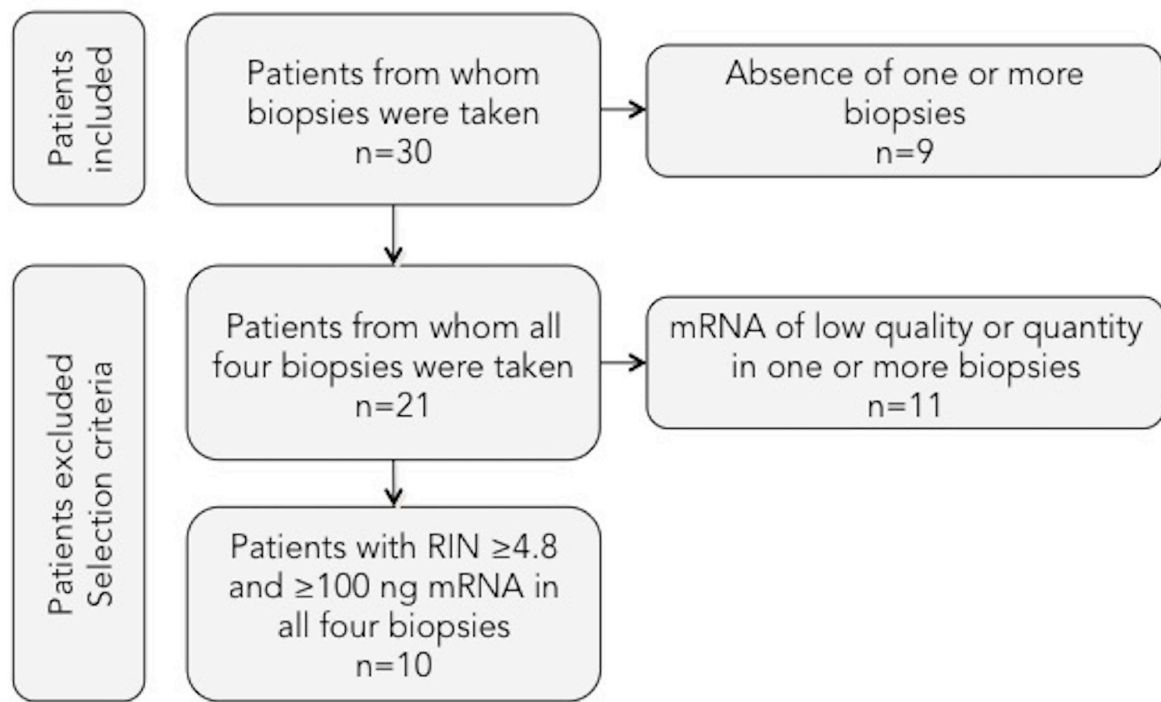 Patients
included
Patients from whom
biopsies were taken
n=30
Absence of one or more
biopsies
n=9
Patients excluded
Selection criteria
Patients from whom all
four biopsies were taken
n=21
mRNA of low quality or quantity
in one or more biopsies
n=11
Patients with RIN ≥4.8
and ≥100 ng mRNA in
all four biopsies
n=10